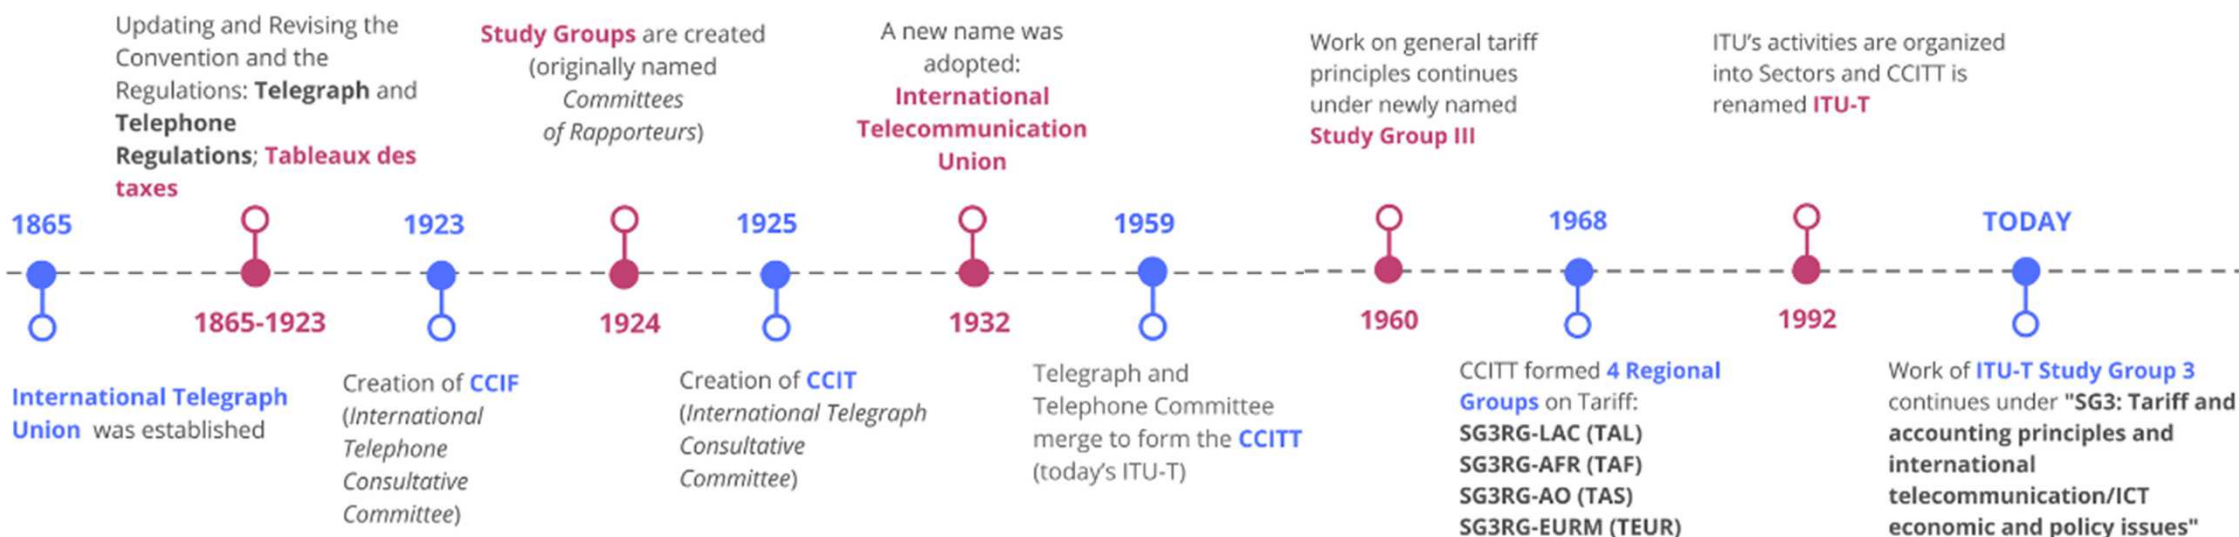 1865
International Telegraph
Union was established
Updating and Revising the
Convention and the
Regulations: Telegraph and
Telephone
Regulations; Tableaux des
taxes
1865-1923
1923
Creation of CCIF
(International
Telephone
Consultative
Committee)
Study Groups are created
(originally named
Committees
of Rapporteurs)
1924
1925
Creation of CCIT
(International Telegraph
Consultative
Committee)
A new name was
adopted:
International
Telecommunication
Union
1932
1959
Telegraph and
Telephone Committee
merge to form the CCITT
(today's ITU-T)
Work on general tariff
principles continues
under newly named
Study Group III
1960
1968
CCITT formed 4 Regional
Groups on Tariff:
SG3RG-LAC (TAL)
SG3RG-AFR (TAF)
SG3RG-AO (TAS)
SG3RG-EURM (TEUR)
ITU's activities are organized
into Sectors and CCITT is
renamed ITU-T
1992
TODAY
Work of ITU-T Study Group 3
continues under "SG3: Tariff and
accounting principles and
international
telecommunication/ICT
economic and policy issues"